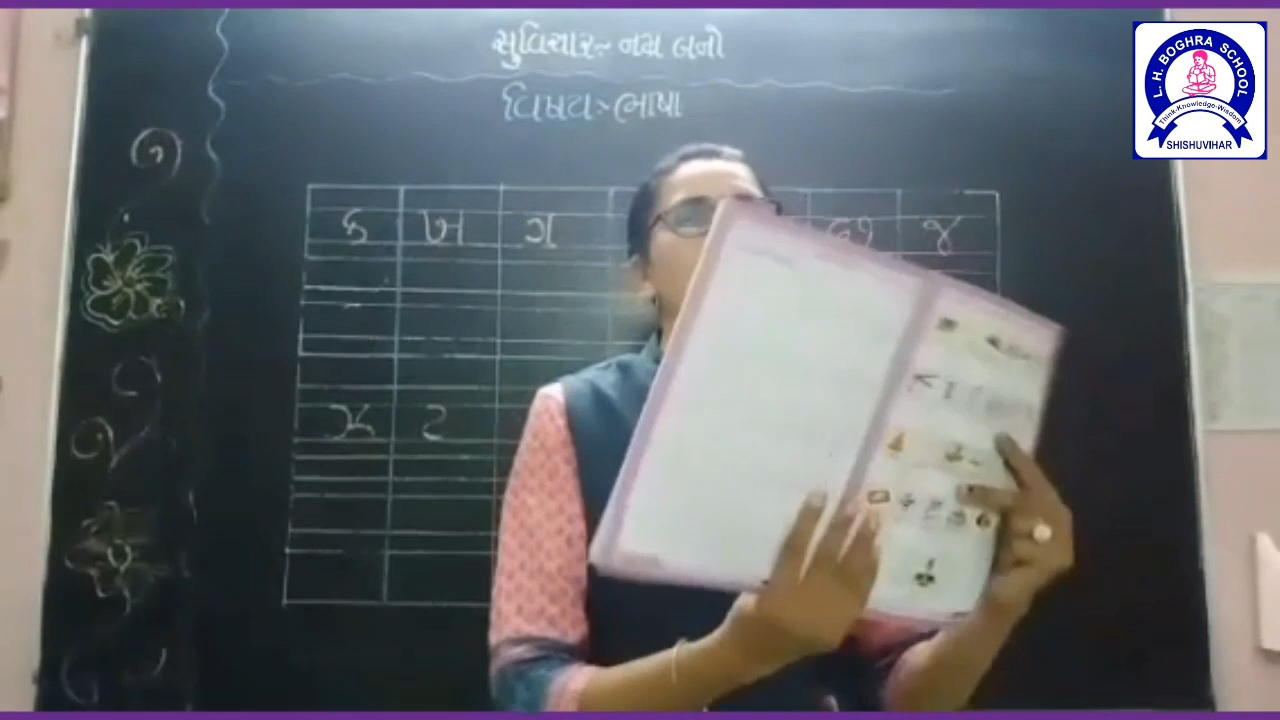 સુવિચાર:- નમ્ર બનો
વિષય:- ભાષા
L. H. BOGHRA SCHOOL
Think-Knowledge-Wisdom
SHISHUVIHAR
ક ખ ગ છ જ
ઝ ટ